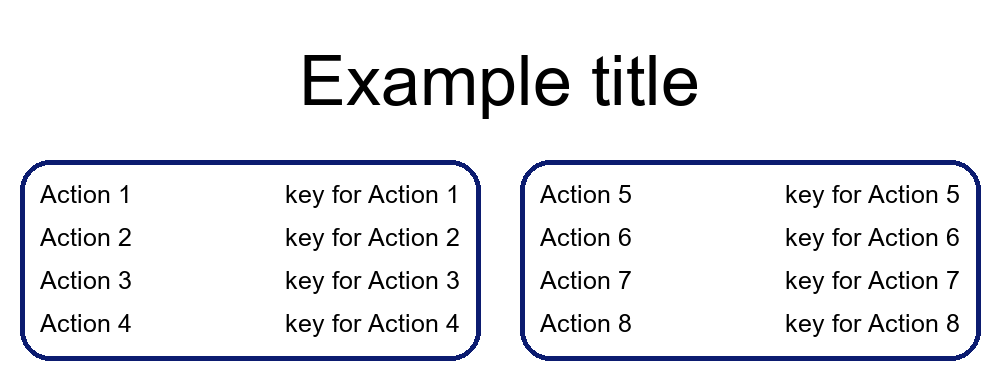 Example title
Action 1 key for Action 1
Action 2 key for Action 2
Action 3 key for Action 3
Action 4 key for Action 4
Action 5 key for Action 5
Action 6 key for Action 6
Action 7 key for Action 7
Action 8 key for Action 8